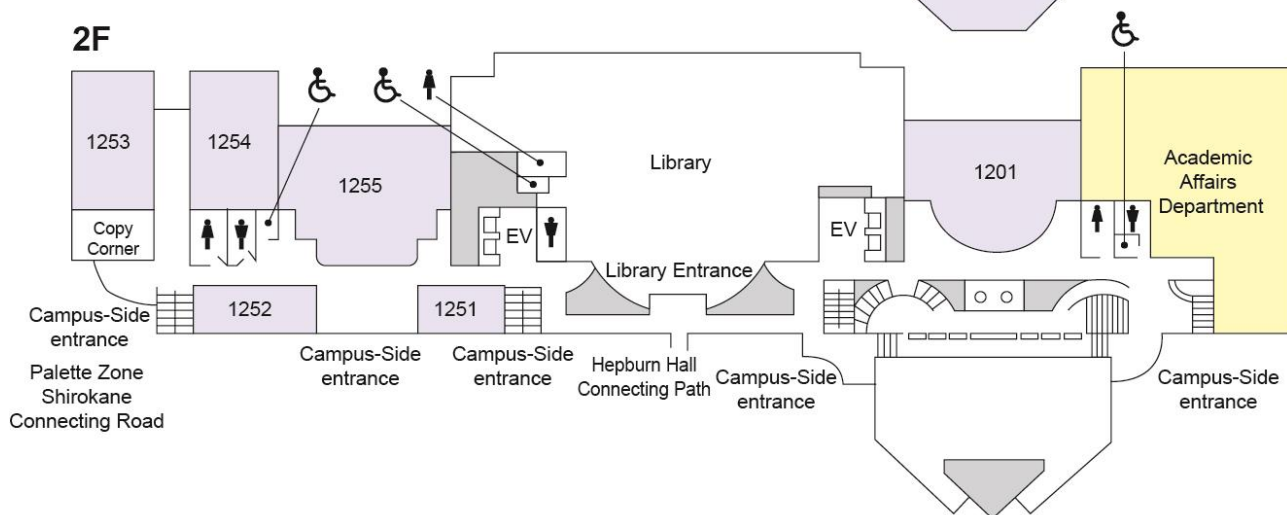 2F
1253
1254
1255
Library
1201
Academic
Affairs
Department
Copy
Corner
EV
EV
Library Entrance
1252
1251
Campus-Side
entrance
Palette Zone
Shirokane
Connecting Road
Campus-Side
entrance
Campus-Side
entrance
Hepburn Hall
Connecting Path
Campus-Side
entrance
Campus-Side
entrance